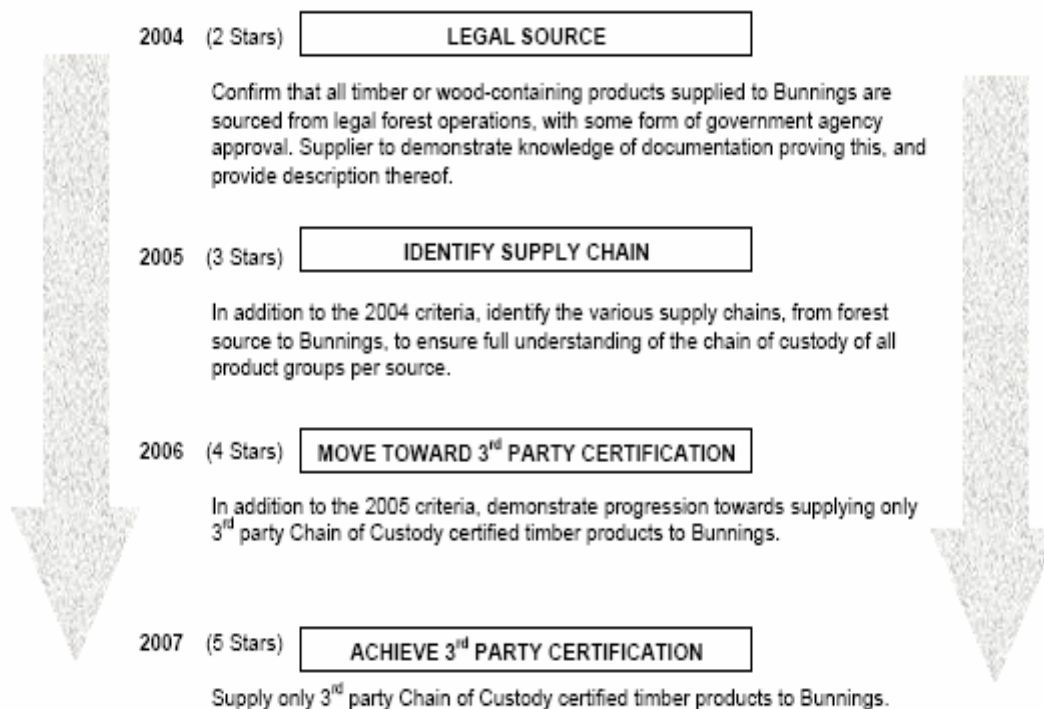 2004 (2 Stars) LEGAL SOURCE
Confirm that all timber or wood-containing products supplied to Bunnings are
sourced from legal forest operations, with some form of government agency
approval. Supplier to demonstrate knowledge of documentation proving this, and
provide description thereof.
2005 (3 Stars) IDENTIFY SUPPLY CHAIN
In addition to the 2004 criteria, identify the various supply chains, from forest
source to Bunnings, to ensure full understanding of the chain of custody of all
product groups per source.
2006 (4 Stars) MOVE TOWARD 3rd PARTY CERTIFICATION
In addition to the 2005 criteria, demonstrate progression towards supplying only
3rd party Chain of Custody certified timber products to Bunnings.
2007 (5 Stars) ACHIEVE 3rd PARTY CERTIFICATION
Supply only 3rd party Chain of Custody certified timber products to Bunnings.